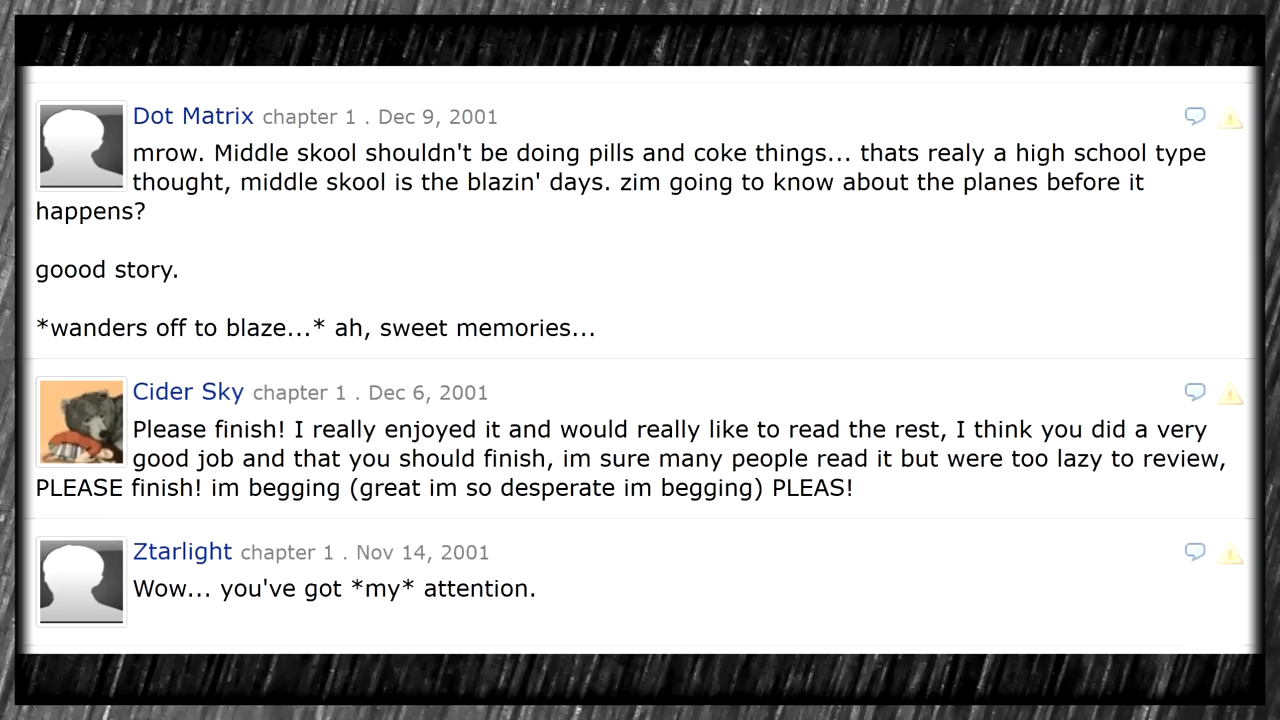 Dot Matrix chapter 1 . Dec 9, 2001
mrow. Middle skool shouldn't be doing pills and coke things... thats realy a high school type
thought, middle skool is the blazin' days. zim going to know about the planes before it
happens?
goood story.
*wanders off to blaze...* ah, sweet memories...
Cider Sky chapter 1 . Dec 6, 2001
Please finish! I really enjoyed it and would really like to read the rest, I think you did a very
good job and that you should finish, im sure many people read it but were too lazy to review,
PLEASE finish! im begging (great im so desperate im begging) PLEAS!
Ztarlight chapter 1 . Nov 14, 2001
Wow... you've got *my* attention.